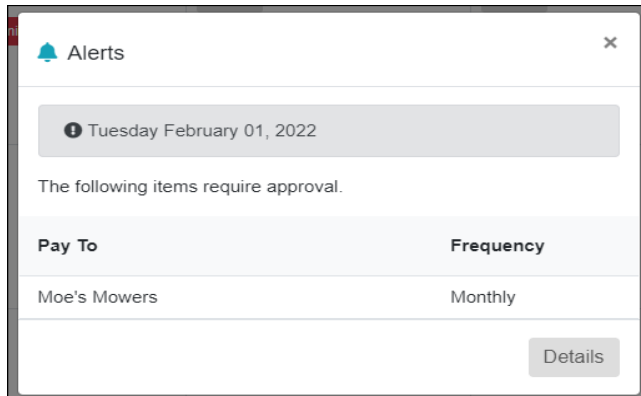 Alerts
×
Tuesday February 01, 2022
The following items require approval.
Pay To Frequency
Moe's Mowers Monthly
Details